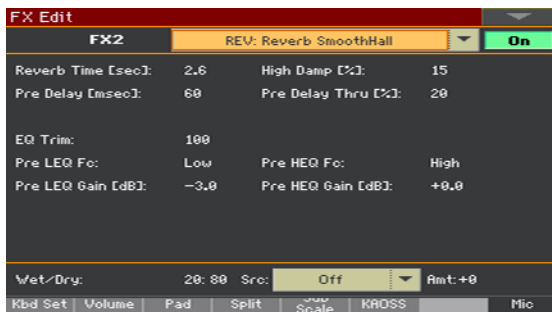 FX Edit
FX2 REV: Reverb SmoothHall On
Reverb Time [sec]: 2.6 High Damp [%]: 15
Pre Delay [msec]: 60 Pre Delay Thru [%]: 20
EQ Trim: 100
Pre LEQ Fc: Low Pre HEQ Fc: High
Pre LEQ Gain [dB]: -3.0 Pre HEQ Gain [dB]: +0.0
Wet/Dry: 20:80 Src: Off Amt:+0
Kbd Set Volume Pad Split Scale KAOSS Mic